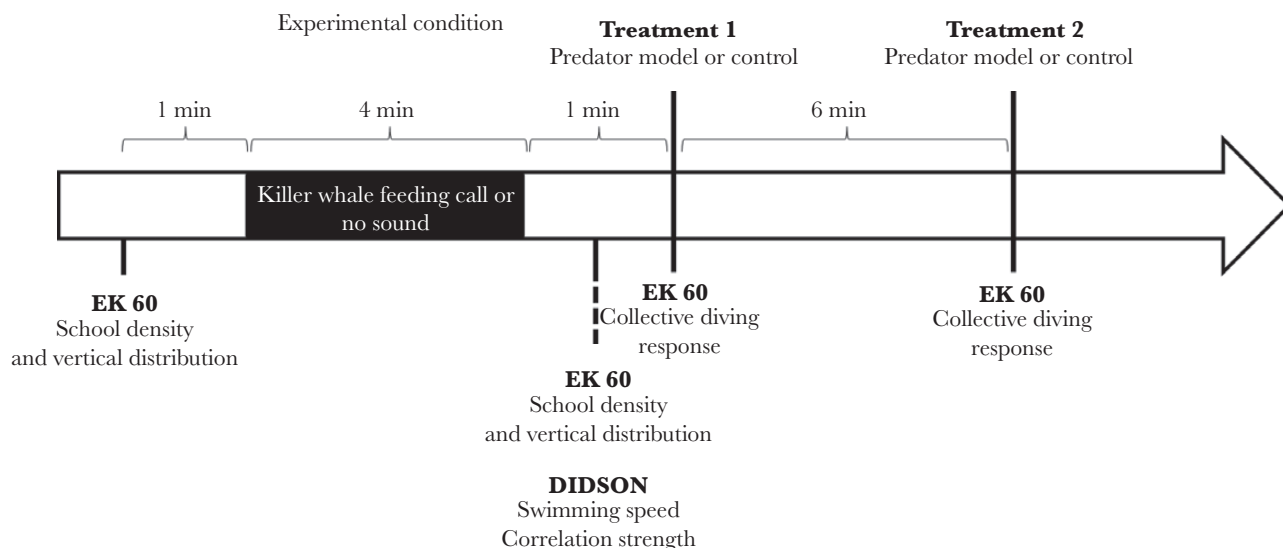 Experimental condition
Treatment 1
Predator model or control
Treatment 2
Predator model or control
1 min
4 min
1 min
6 min
Killer whale feeding call or
no sound
EK 60
School density
and vertical distribution
EK 60
Collective diving
response
EK 60
Collective diving
response
EK 60
School density
and vertical distribution
DIDSON
Swimming speed
Correlation strength